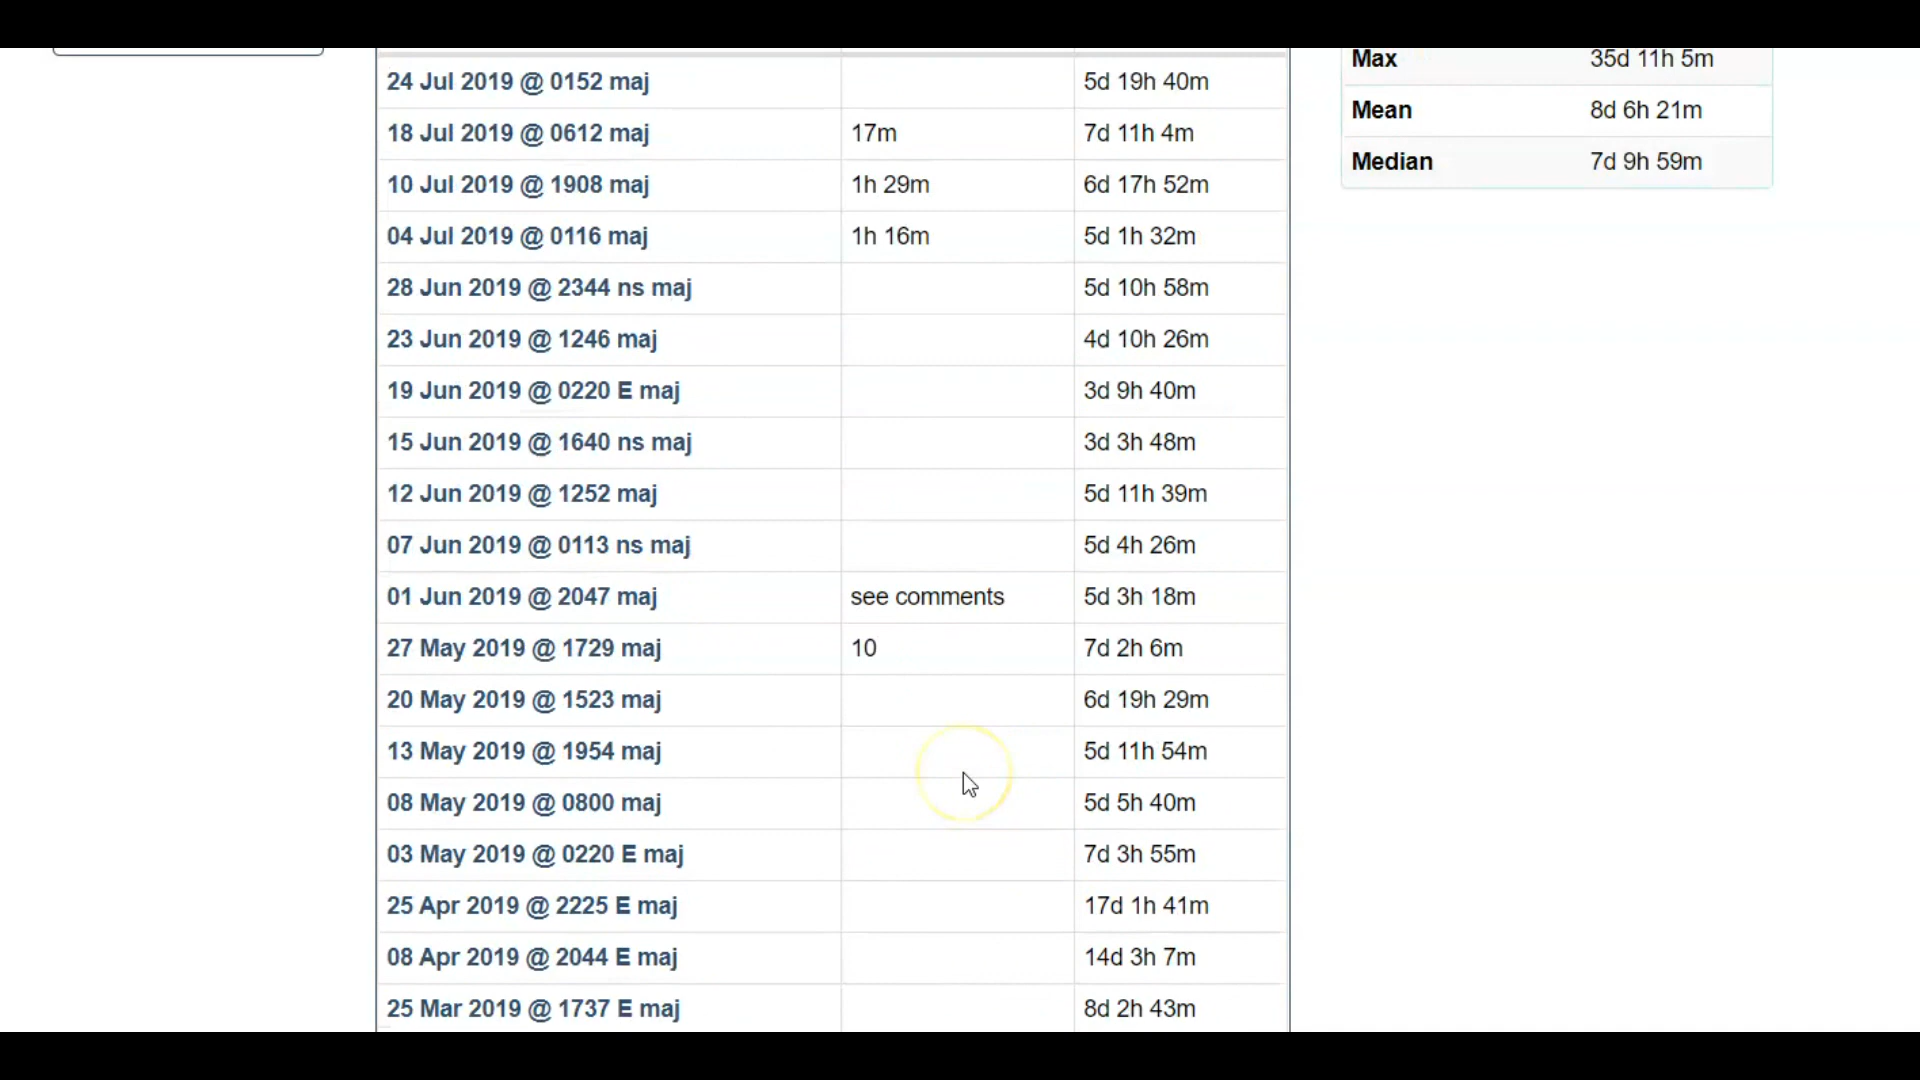 Max 35d 11h 5m
24 Jul 2019 @ 0152 maj 5d 19h 40m
Mean 8d 6h 21m
18 Jul 2019 @ 0612 maj 17m 7d 11h 4m
Median 7d 9h 59m
10 Jul 2019 @ 1908 maj 1h 29m 6d 17h 52m
04 Jul 2019 @ 0116 maj 1h 16m 5d 1h 32m
28 Jun 2019 @ 2344 ns maj 5d 10h 58m
23 Jun 2019 @ 1246 maj 4d 10h 26m
19 Jun 2019 @ 0220 E maj 3d 9h 40m
15 Jun 2019 @ 1640 ns maj 3d 3h 48m
12 Jun 2019 @ 1252 maj 5d 11h 39m
07 Jun 2019 @ 0113 ns maj 5d 4h 26m
01 Jun 2019 @ 2047 maj see comments 5d 3h 18m
27 May 2019 @ 1729 maj 10 7d 2h 6m
20 May 2019 @ 1523 maj 6d 19h 29m
13 May 2019 @ 1954 maj 5d 11h 54m
08 May 2019 @ 0800 maj 5d 5h 40m
03 May 2019 @ 0220 E maj 7d 3h 55m
25 Apr 2019 @ 2225 E maj 17d 1h 41m
08 Apr 2019 @ 2044 E maj 14d 3h 7m
25 Mar 2019 @ 1737 E maj 8d 2h 43m